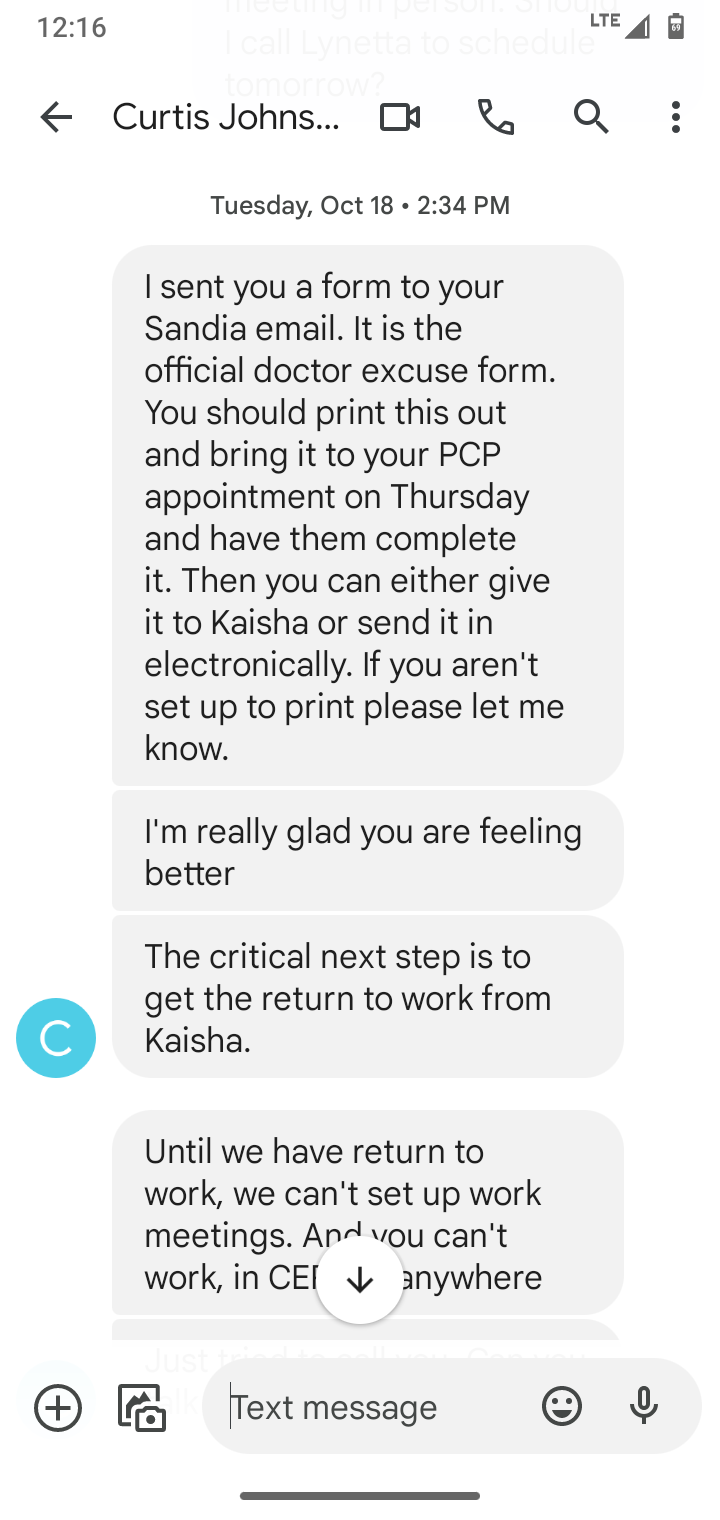 meeting in person. Should
12:16
LTE
69
I call Lynetta to schedule
tomorrow?
Curtis Johns...
Tuesday, Oct 18 • 2:34 PM
I sent you a form to your
Sandia email. It is the
official doctor excuse form.
You should print this out
and bring it to your PCP
appointment on Thursday
and have them complete
it. Then you can either give
it to Kaisha or send it in
electronically. If you aren't
set up to print please let me
know.
I'm really glad you are feeling
better
The critical next step is to
get the return to work from
Kaisha.
C
Until we have return to
work, we can't set up work
meetings. And you can't
work, in anywhere
Just tried to call you. Can you
Text message